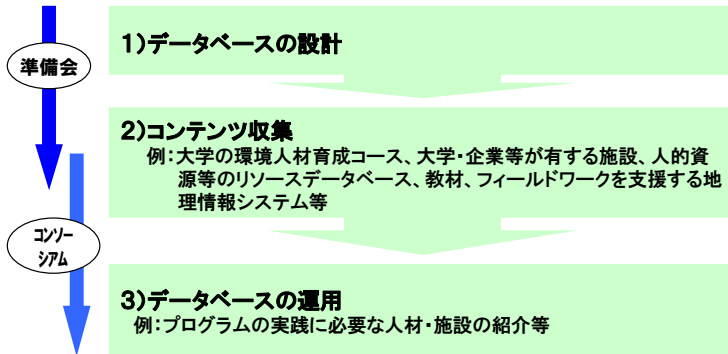 準備会
1)データベースの設計
2)コンテンツ収集
例：大学の環境人材育成コース、大学・企業等が有する施設、人的資
源等のリソースデータベース、教材、フィールドワークを支援する地
理情報システム等
コンソー
シアム
3)データベースの運用
例：プログラムの実践に必要な人材・施設の紹介等